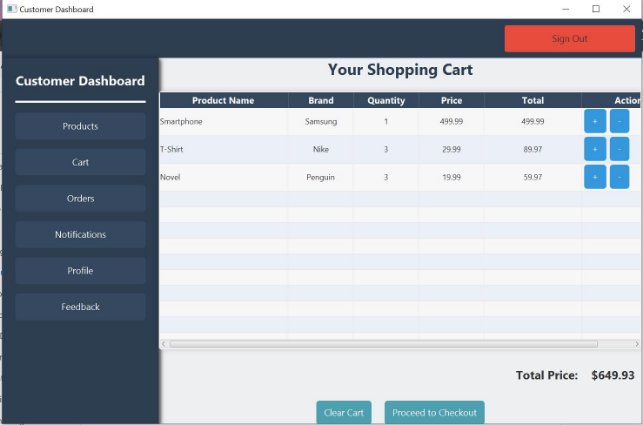 Customer Dashboard
Sign Out
Customer Dashboard
Products
Cart
Orders
Notifications
Profile
Feedback
Your Shopping Cart
Product Name Brand Quantity Price Total Action
Smartphone Samsung 1 499.99 499.99 + -
T-Shirt Nike 3 29.99 89.97 + -
Novel Penguin 3 19.99 59.97 + -
Total Price: $649.93
Clear Cart Proceed to Checkout